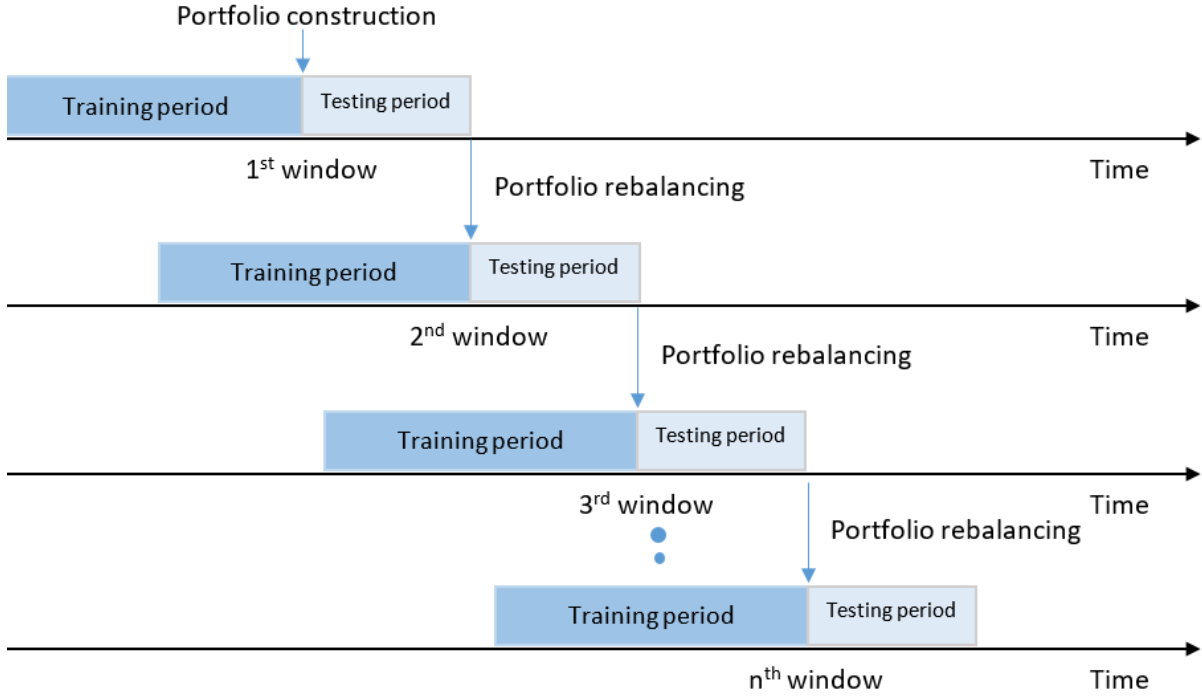 Portfolio construction
Training period
Testing period
1st window
Time
Portfolio rebalancing
Training period
Testing period
2nd window
Time
Portfolio rebalancing
Training period
Testing period
3rd window
Time
Portfolio rebalancing
Training period
Testing period
nth window
Time